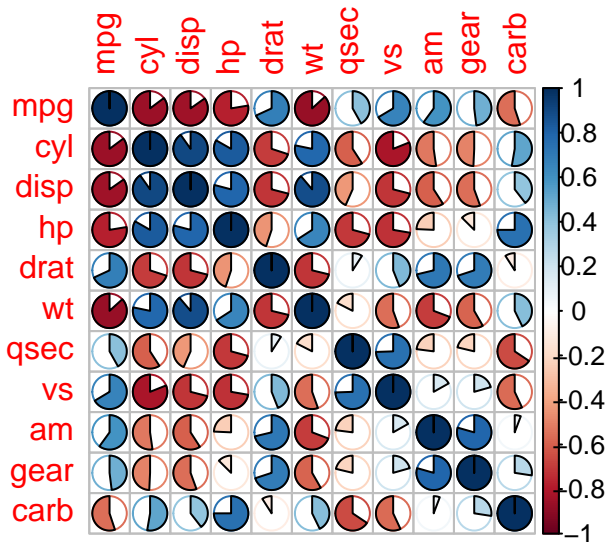 mpg cyl disp hp drat wt qsec vs am gear carb
mpg
cyl
disp
hp
drat
wt
qsec
vs
am
gear
carb
1
0.8
0.6
0.4
0.2
0
-0.2
-0.4
-0.6
-0.8
-1